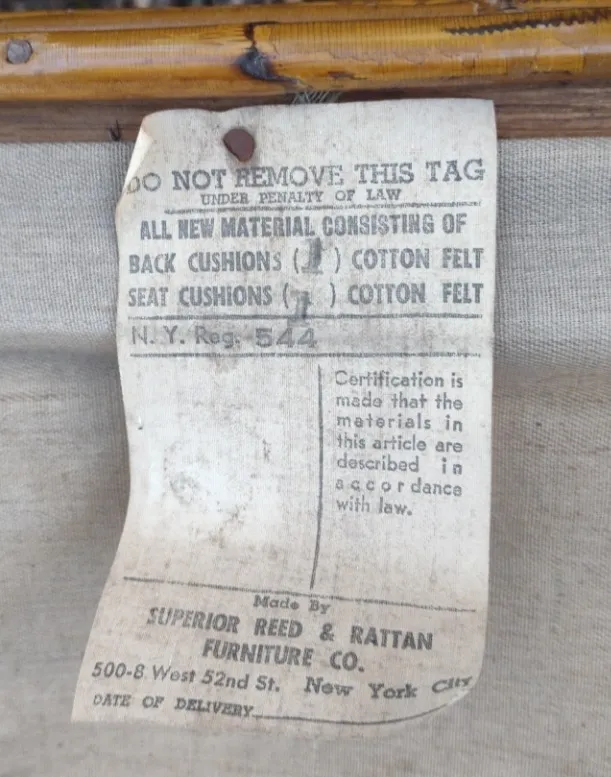 DO NOT REMOVE THIS TAG
UNDER PENALTY OF LAW
ALL NEW MATERIAL CONSISTING OF
BACK CUSHIONS (1) COTTON FELT
SEAT CUSHIONS (1) COTTON FELT
N. Y. Reg. 544
Certification is
made that the
materials in
this article are
described in
accordance
with law.
Made By
SUPERIOR REED & RATTAN
FURNITURE CO.
500-8 West 52nd St. New York City
DATE OF DELIVERY